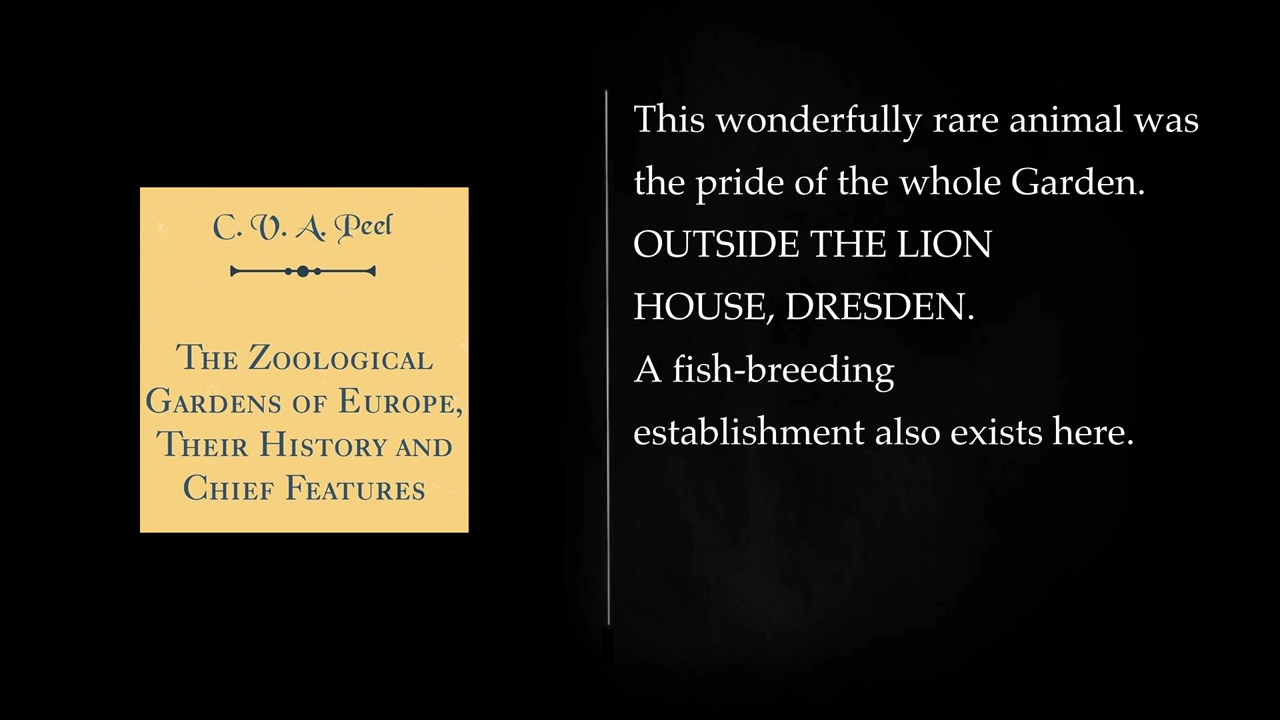 C. V. A. Peel
The Zoological
Gardens of Europe,
Their History and
Chief Features
This wonderfully rare animal was
the pride of the whole Garden.
OUTSIDE THE LION
HOUSE, DRESDEN.
A fish-breeding
establishment also exists here.